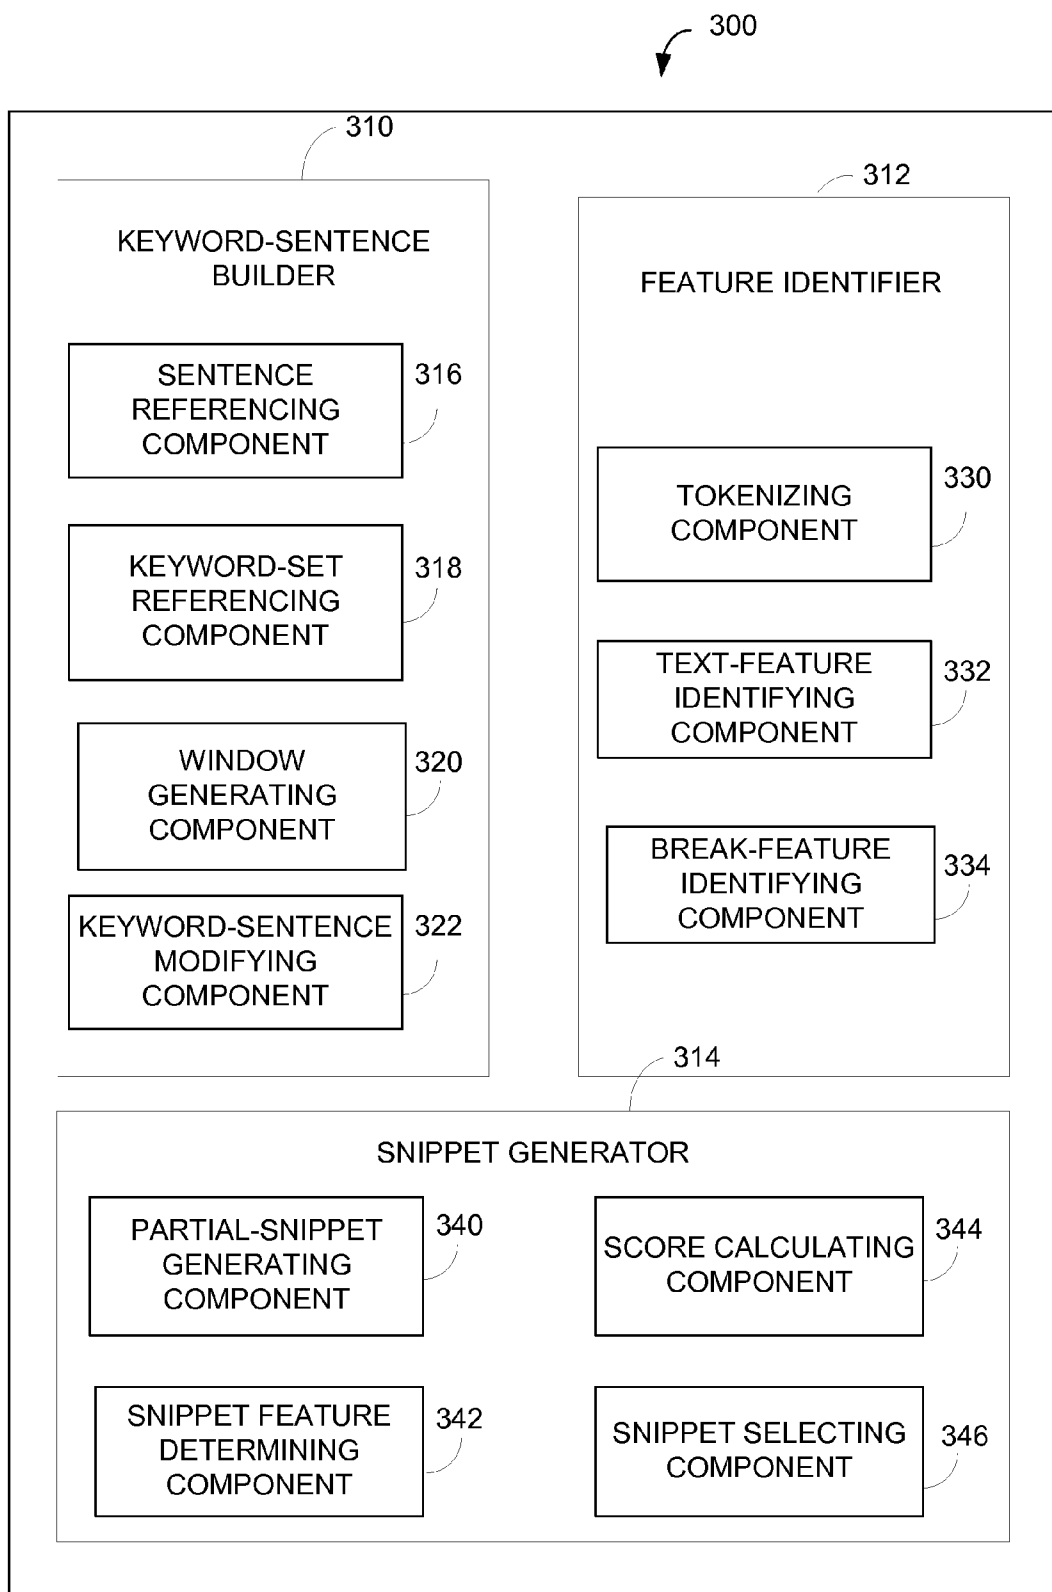 300
310
KEYWORD-SENTENCE
BUILDER
SENTENCE
REFERENCING
COMPONENT
316
KEYWORD-SET
REFERENCING
COMPONENT
318
WINDOW
GENERATING
COMPONENT
320
KEYWORD-SENTENCE
MODIFYING
COMPONENT
322
312
FEATURE IDENTIFIER
TOKENIZING
COMPONENT
330
TEXT-FEATURE
IDENTIFYING
COMPONENT
332
BREAK-FEATURE
IDENTIFYING
COMPONENT
334
314
SNIPPET GENERATOR
PARTIAL-SNIPPET
GENERATING
COMPONENT
340
SCORE CALCULATING
COMPONENT
344
SNIPPET FEATURE
DETERMINING
COMPONENT
342
SNIPPET SELECTING
COMPONENT
346